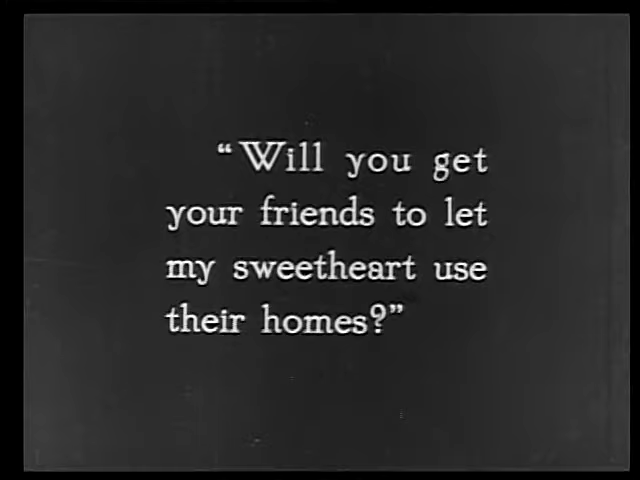 “Will you get
your friends to let
my sweetheart use
their homes?”